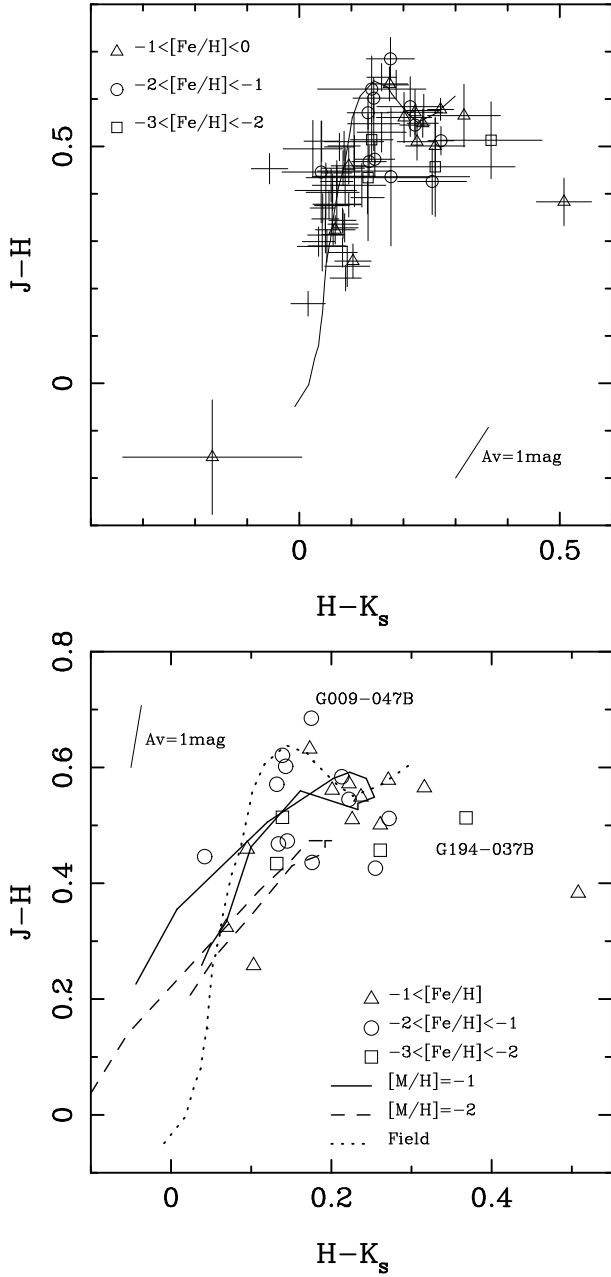 −1<[Fe/H]<0
−2<[Fe/H]<−1
−3<[Fe/H]<−2
0.5
0
J−H
Av=1mag
0 0.5
H−Ks
0.8
G009−047B
Av=1mag
0.6
G194−037B
0.4
J−H
−1<[Fe/H]
−2<[Fe/H]<−1
0.2
−3<[Fe/H]<−2
[M/H]=−1
[M/H]=−2
0
Field
0 0.2 0.4
H−Ks